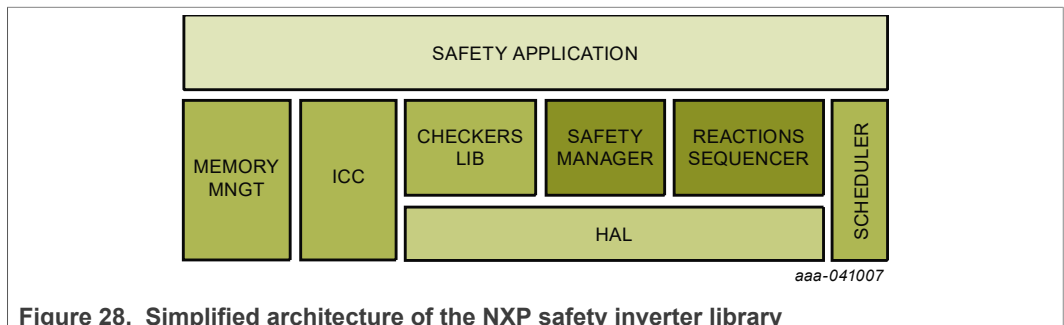 SAFETY APPLICATION
MEMORY
MNGT
ICC
CHECKERS
LIB
SAFETY
MANAGER
REACTIONS
SEQUENCER
SCHEDULER
HAL
aaa-041007
Figure 28. Simplified architecture of the NXP safety inverter library